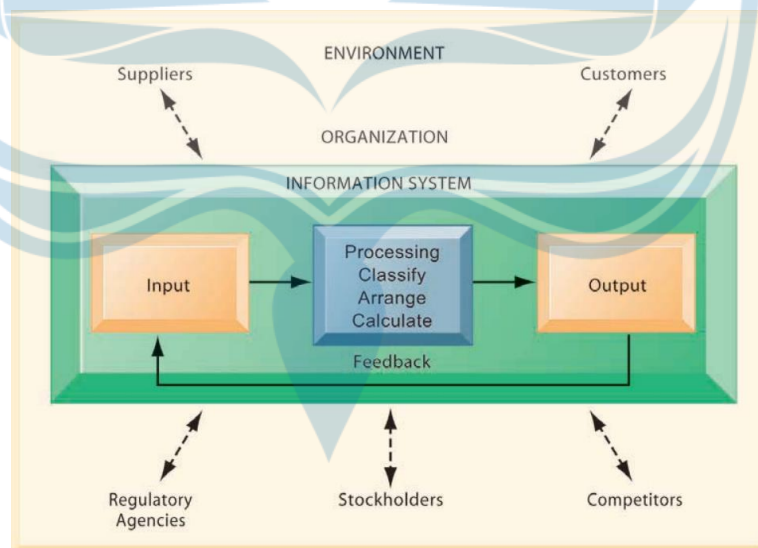 ENVIRONMENT
Suppliers
Customers
ORGANIZATION
INFORMATION SYSTEM
Input
Processing
Classify
Arrange
Calculate
Output
Feedback
Regulatory
Agencies
Stockholders
Competitors